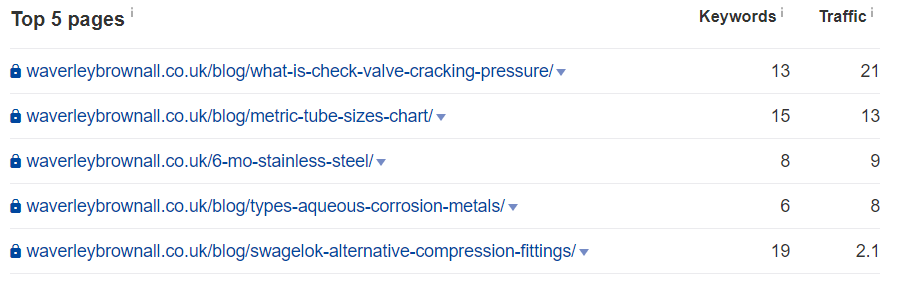 Top 5 pages i Keywords i Traffic i
waverleybrownall.co.uk/blog/what-is-check-valve-cracking-pressure/ 13 21
waverleybrownall.co.uk/blog/metric-tube-sizes-chart/ 15 13
waverleybrownall.co.uk/6-mo-stainless-steel/ 8 9
waverleybrownall.co.uk/blog/types-aqueous-corrosion-metals/ 6 8
waverleybrownall.co.uk/blog/swagelok-alternative-compression-fittings/ 19 2.1